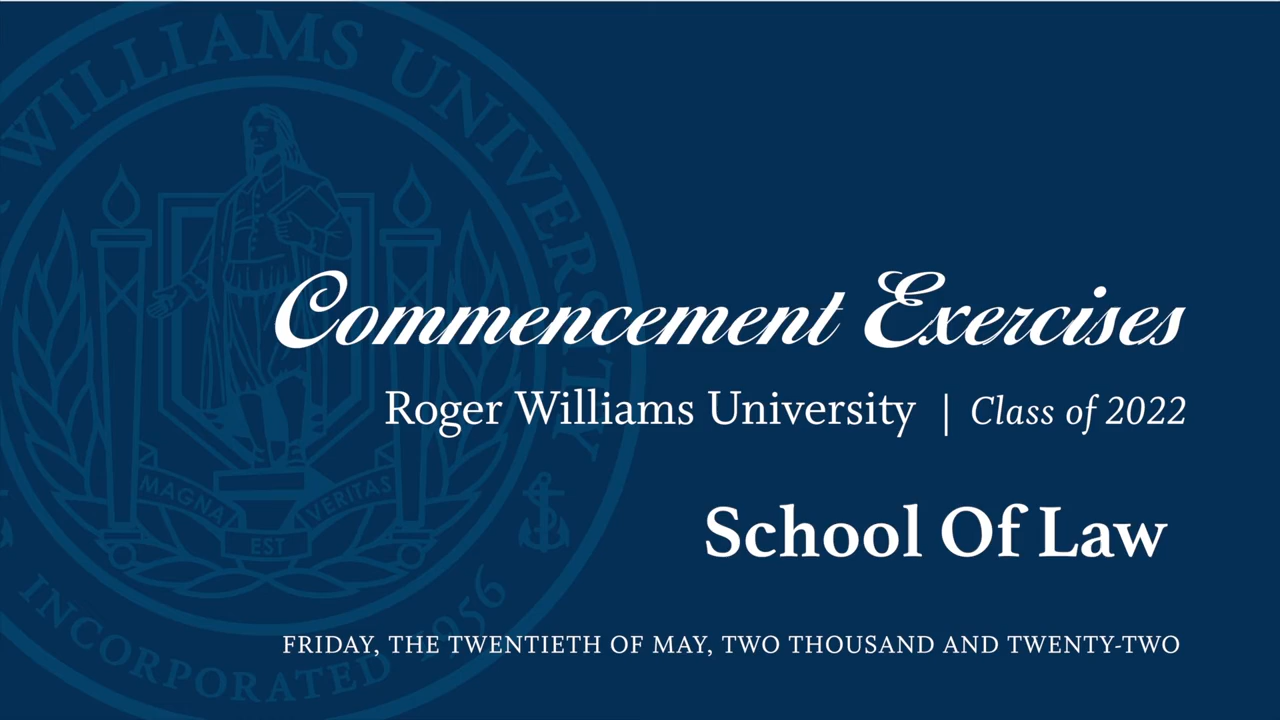 WILLIAMS UNIVERSITY
MAGNA EST VERITAS
INCORPORATED 1956
Commencement Exercises
Roger Williams University | Class of 2022
School Of Law
FRIDAY, THE TWENTIETH OF MAY, TWO THOUSAND AND TWENTY-TWO